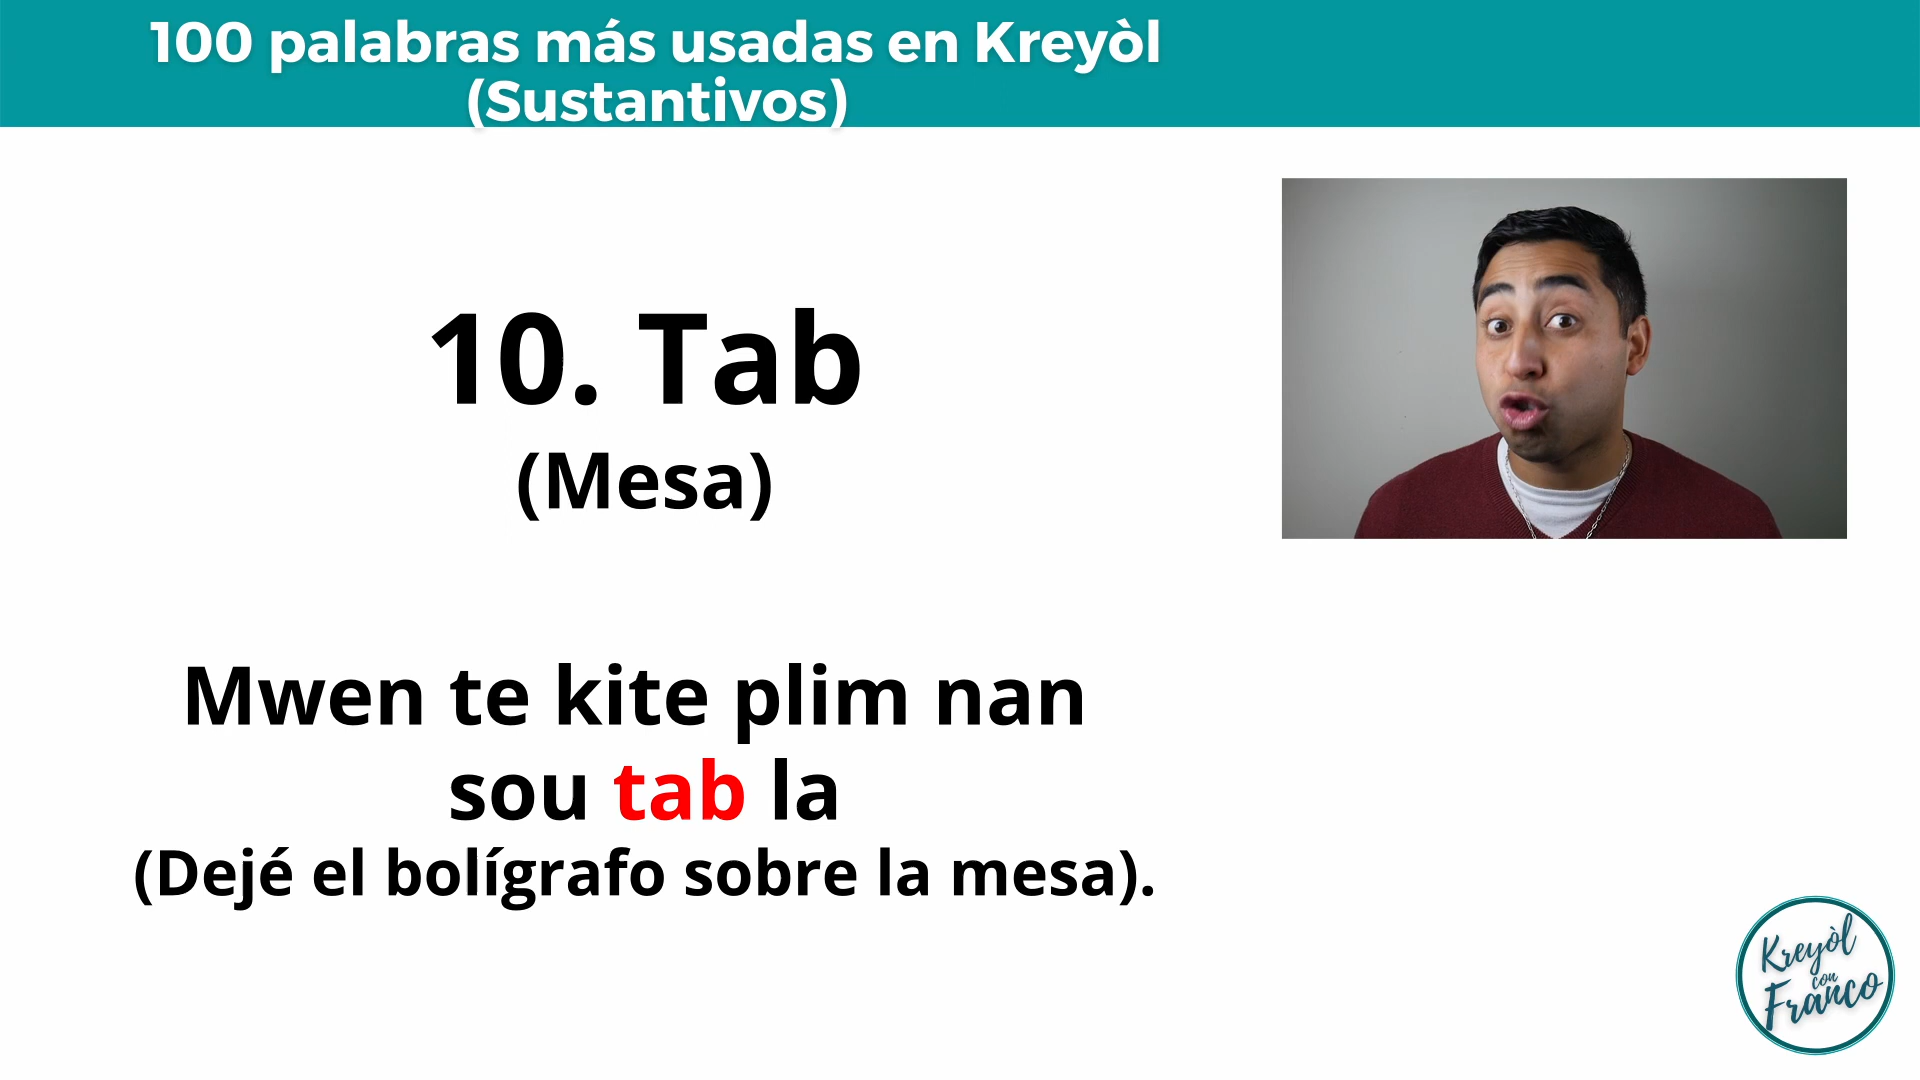 100 palabras más usadas en Kreyòl
(Sustantivos)
10. Tab
(Mesa)
Mwen te kite plim nan
sou tab la
(Dejé el bolígrafo sobre la mesa).
Kreyòl
con
Franco